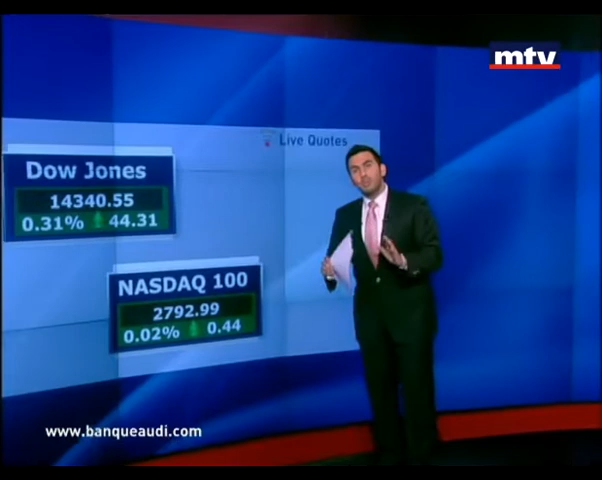 mtv
Live Quotes
Dow Jones
14340.55
0.31% 44.31
NASDAQ 100
2792.99
0.02% 0.44
www.banqueaudi.com